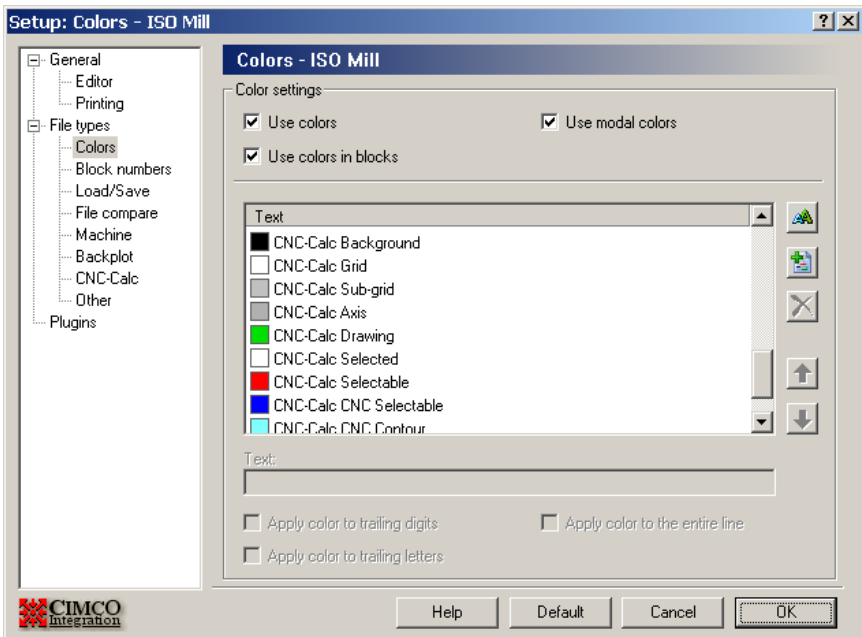 Setup: Colors - ISO Mill
General
Editor
Printing
File types
Colors
Block numbers
Load/Save
File compare
Machine
Backplot
CNC-Calc
Other
Plugins
Colors - ISO Mill
Color settings
Use colors
Use modal colors
Use colors in blocks
Text
CNC-Calc Background
CNC-Calc Grid
CNC-Calc Sub-grid
CNC-Calc Axis
CNC-Calc Drawing
CNC-Calc Selected
CNC-Calc Selectable
CNC-Calc CNC Selectable
CNC-Calc CNC Contour
Text:
Apply color to trailing digits
Apply color to the entire line
Apply color to trailing letters
CIMCO
Integration
Help
Default
Cancel
OK